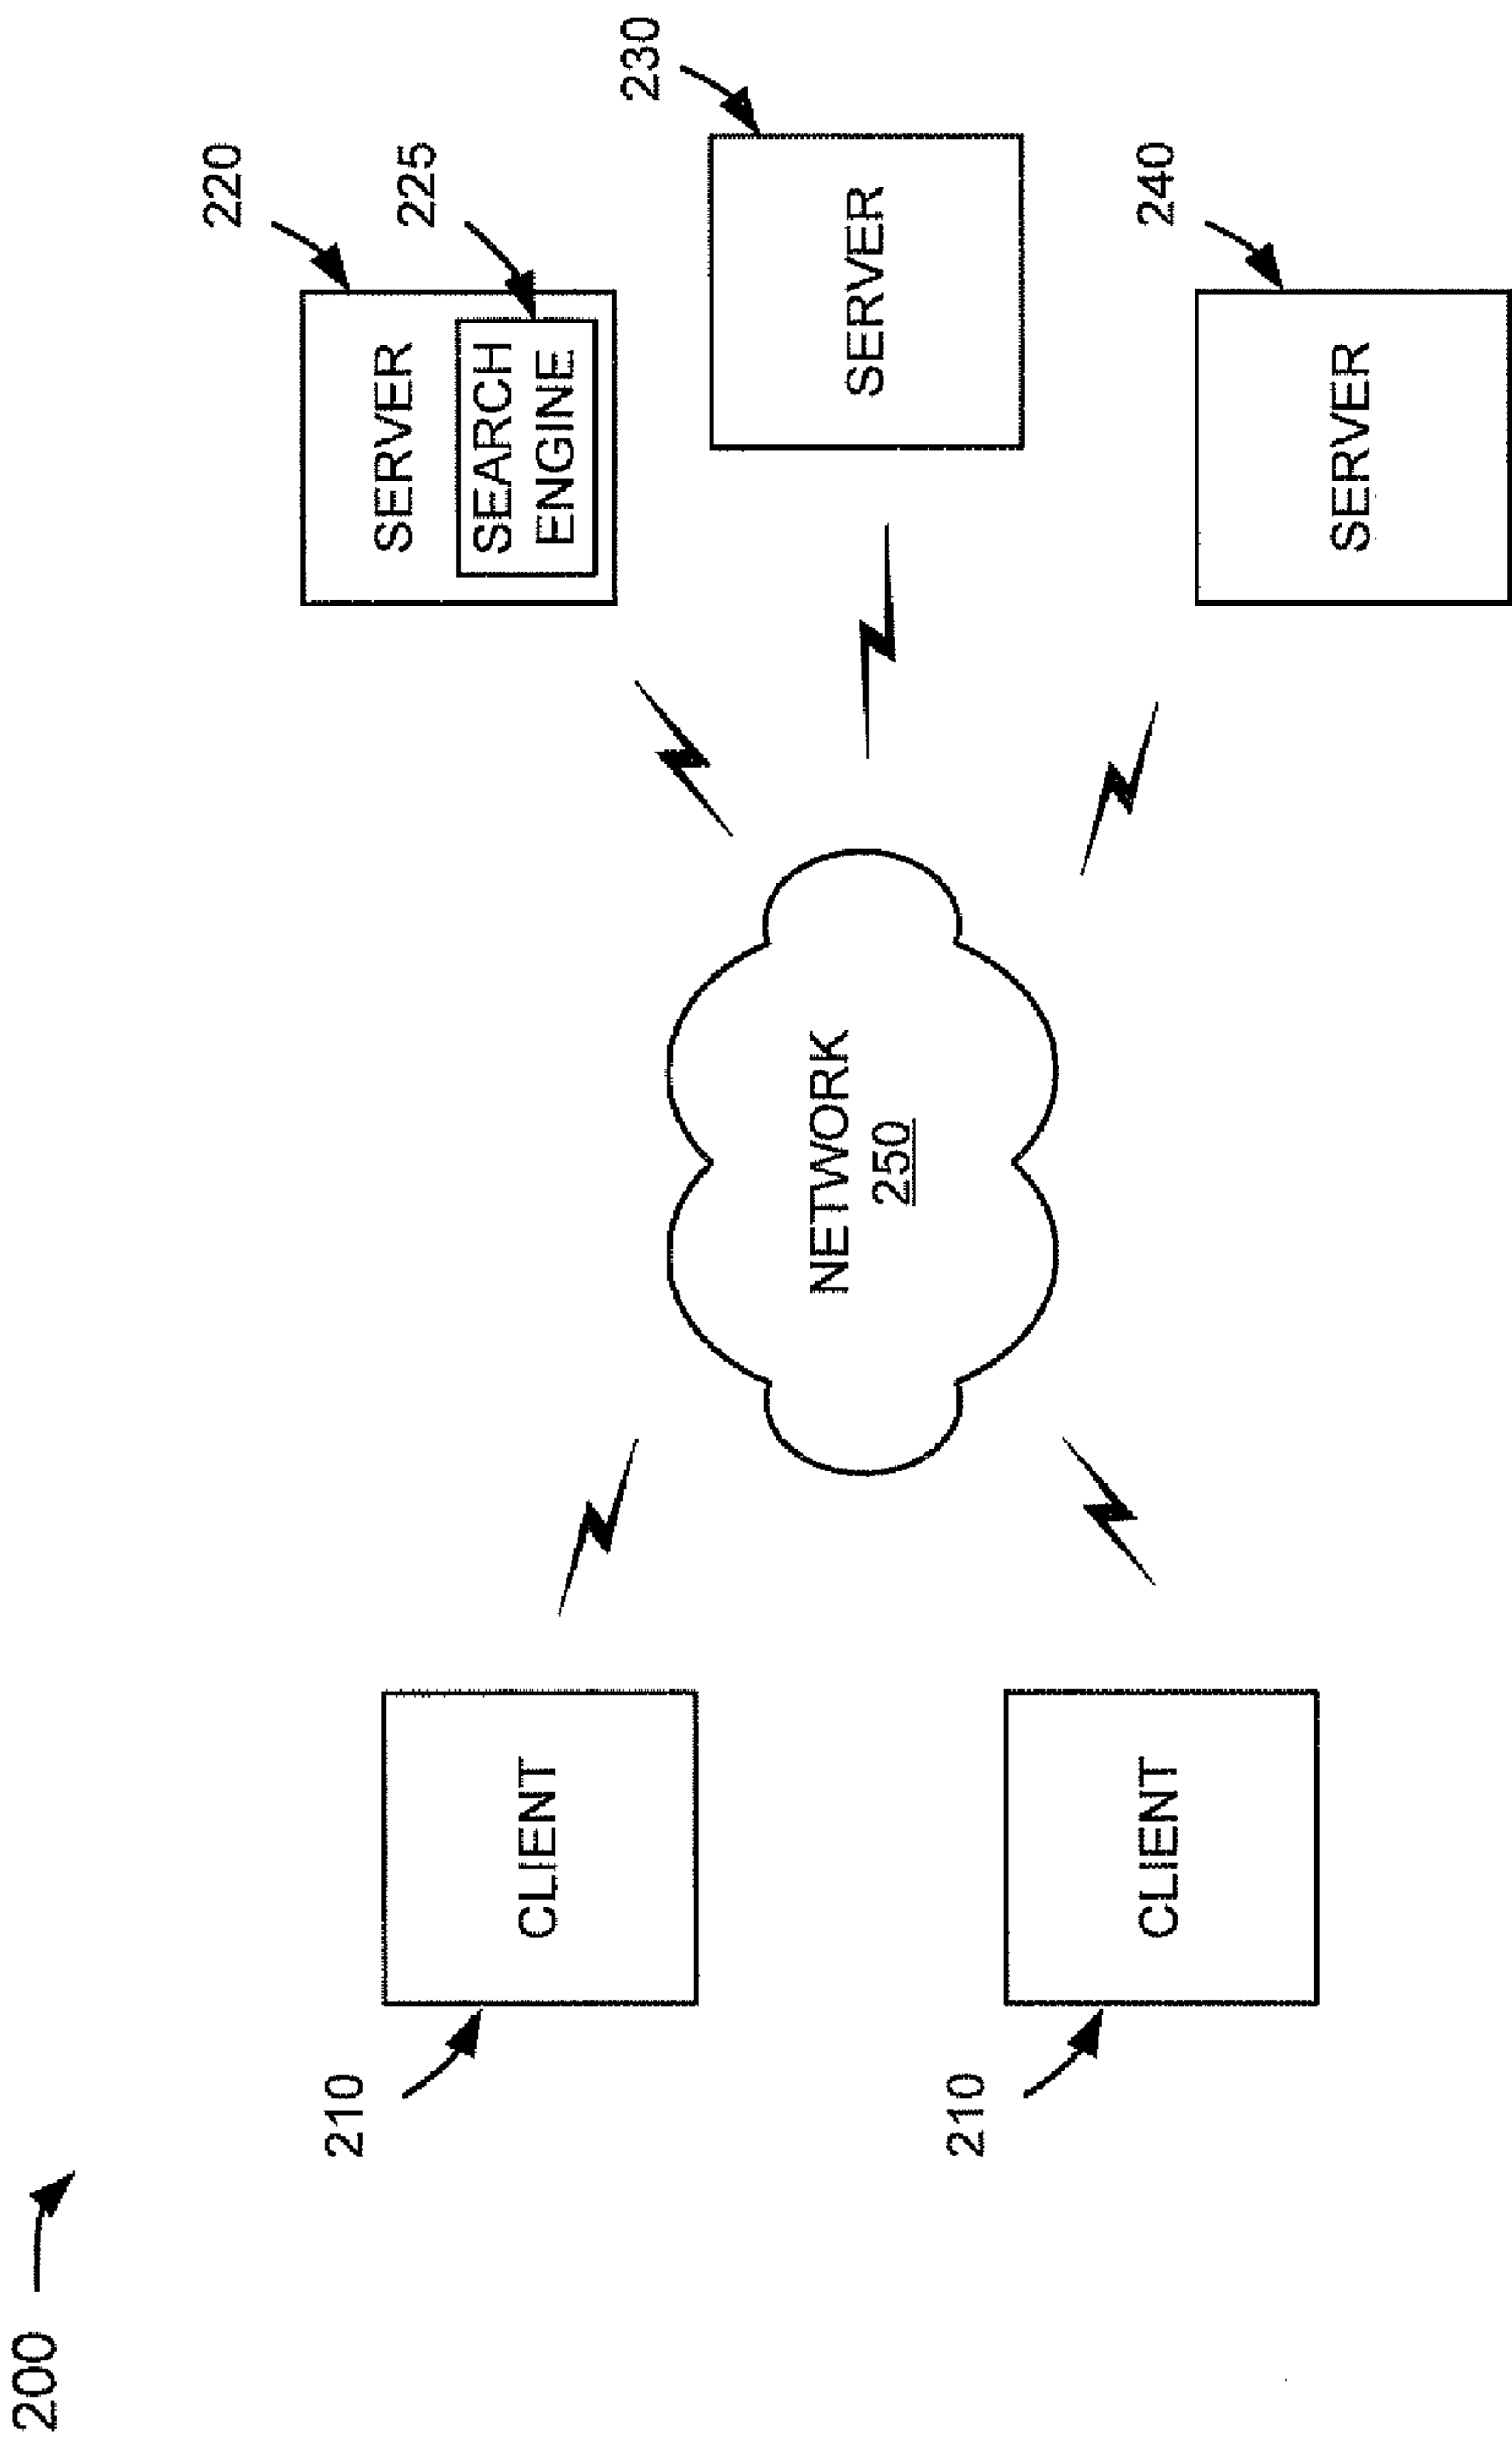 200
220
SERVER
225
SEARCH
ENGINE
210
CLIENT
NETWORK
250
230
SERVER
210
CLIENT
240
SERVER